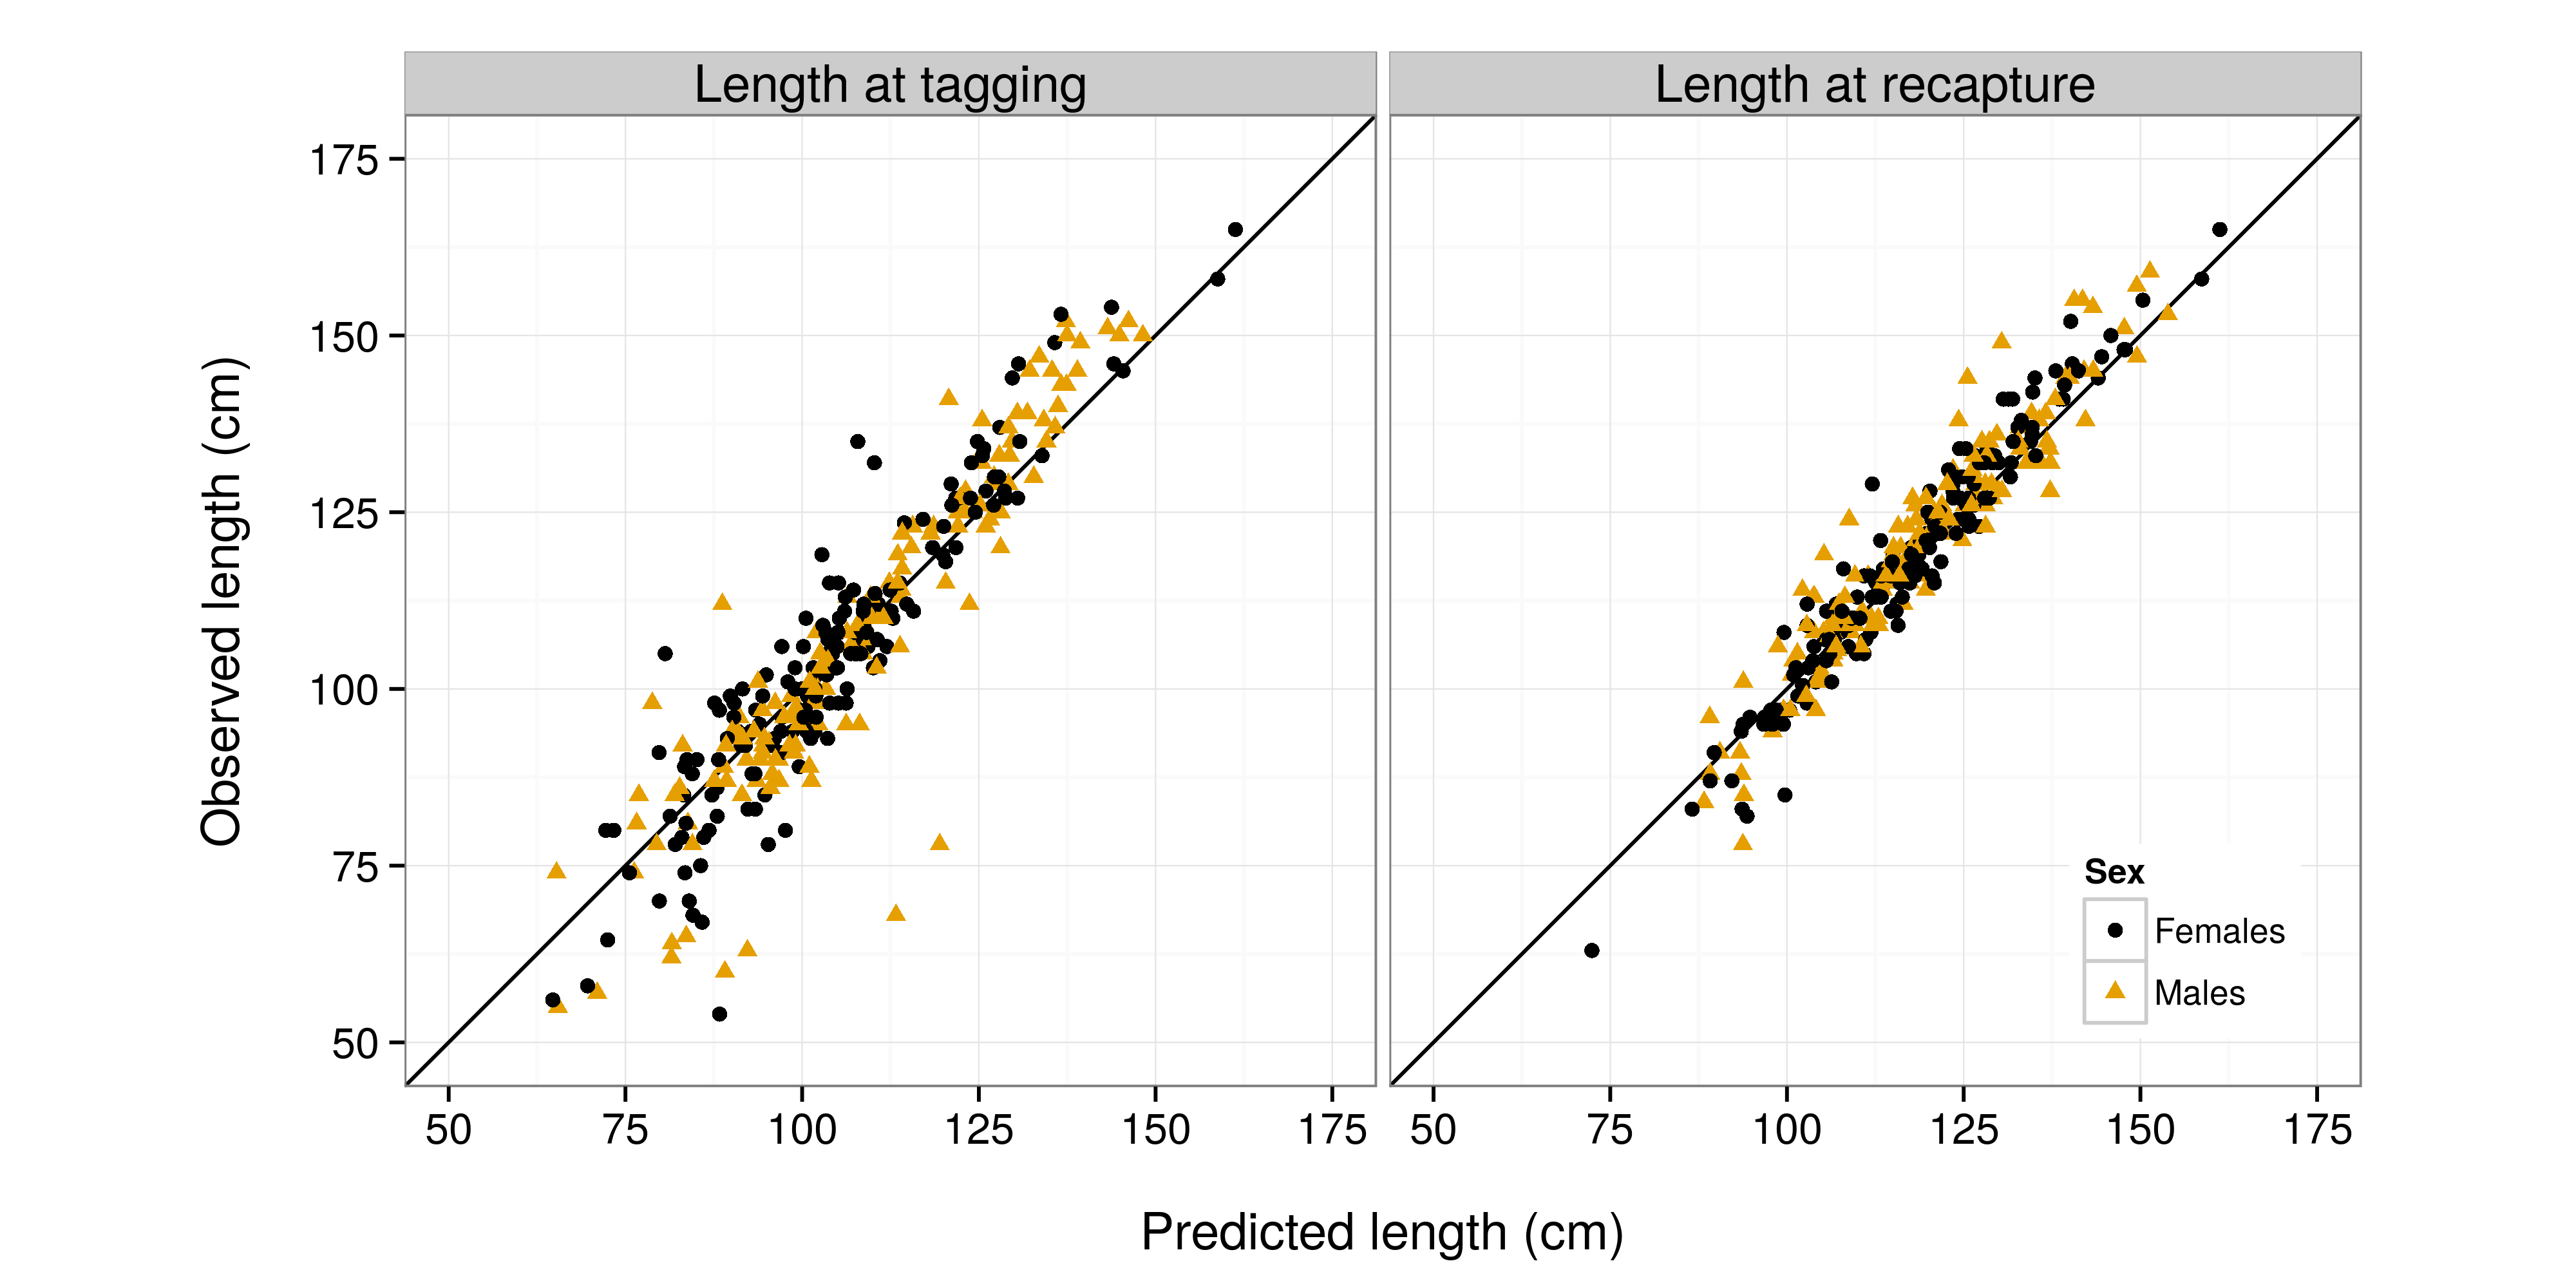 Length at tagging
Length at recapture
Observed length (cm)
175
150
125
100
75
50
Sex
Females
Males
50 75 100 125 150 175
50 75 100 125 150 175
Predicted length (cm)